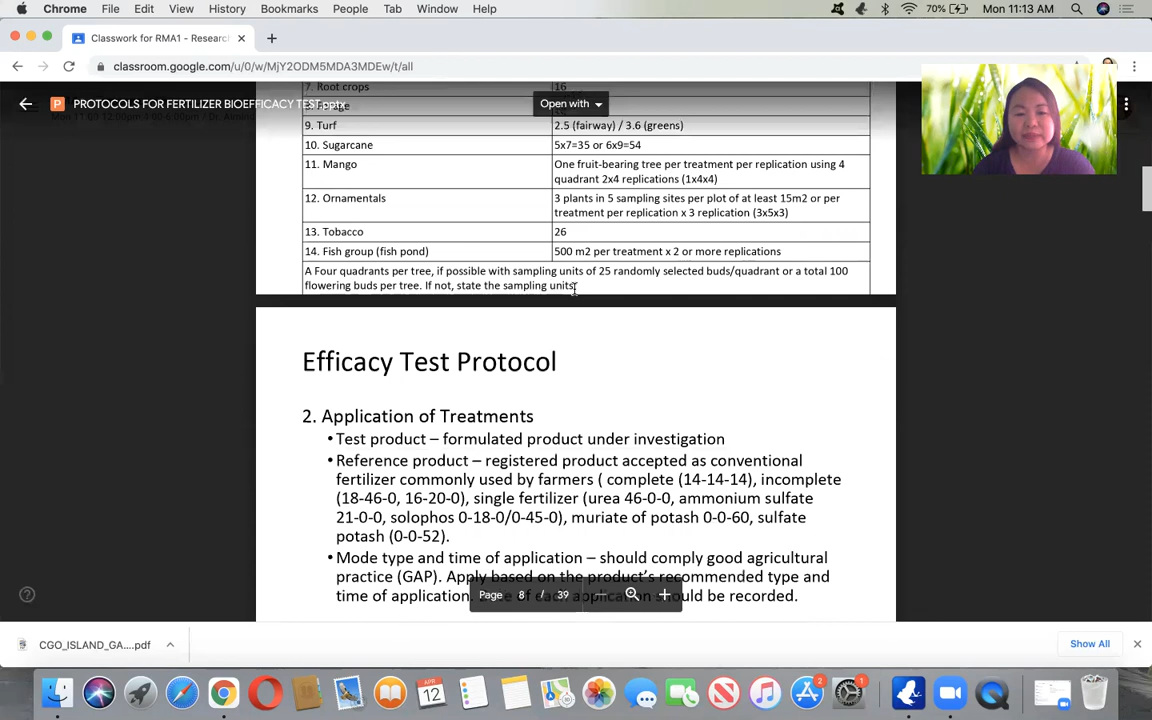 Chrome File Edit View History Bookmarks People Tab Window Help 70% Mon 11:13 AM
Classwork for RMA1 - Researc
classroom.google.com/u/0/w/MjY2ODM5MDA3MDEw/t/all
PROTOCOLS FOR FERTILIZER BIOEFFICACY TEST.pptx
Open with
7. Root crops 16
9. Turf 2.5 (fairway) / 3.6 (greens)
10. Sugarcane 5x7=35 or 6x9=54
11. Mango One fruit-bearing tree per treatment per replication using 4
quadrant 2x4 replications (1x4x4)
12. Ornamentals 3 plants in 5 sampling sites per plot of at least 15m2 or per
treatment per replication x 3 replication (3x5x3)
13. Tobacco 26
14. Fish group (fish pond) 500 m2 per treatment x 2 or more replications
A Four quadrants per tree, if possible with sampling units of 25 randomly selected buds/quadrant or a total 100
flowering buds per tree. If not, state the sampling units.
Efficacy Test Protocol
2. Application of Treatments
•Test product – formulated product under investigation
•Reference product – registered product accepted as conventional
fertilizer commonly used by farmers ( complete (14-14-14), incomplete
(18-46-0, 16-20-0), single fertilizer (urea 46-0-0, ammonium sulfate
21-0-0, solophos 0-18-0/0-45-0), muriate of potash 0-0-60, sulfate
potash (0-0-52).
•Mode type and time of application – should comply good agricultural
practice (GAP). Apply based on the product's recommended type and
time of application. of application should be recorded.
Page 8 / 39
CGO_ISLAND_GA....pdf
Show All
APR
12
2
1